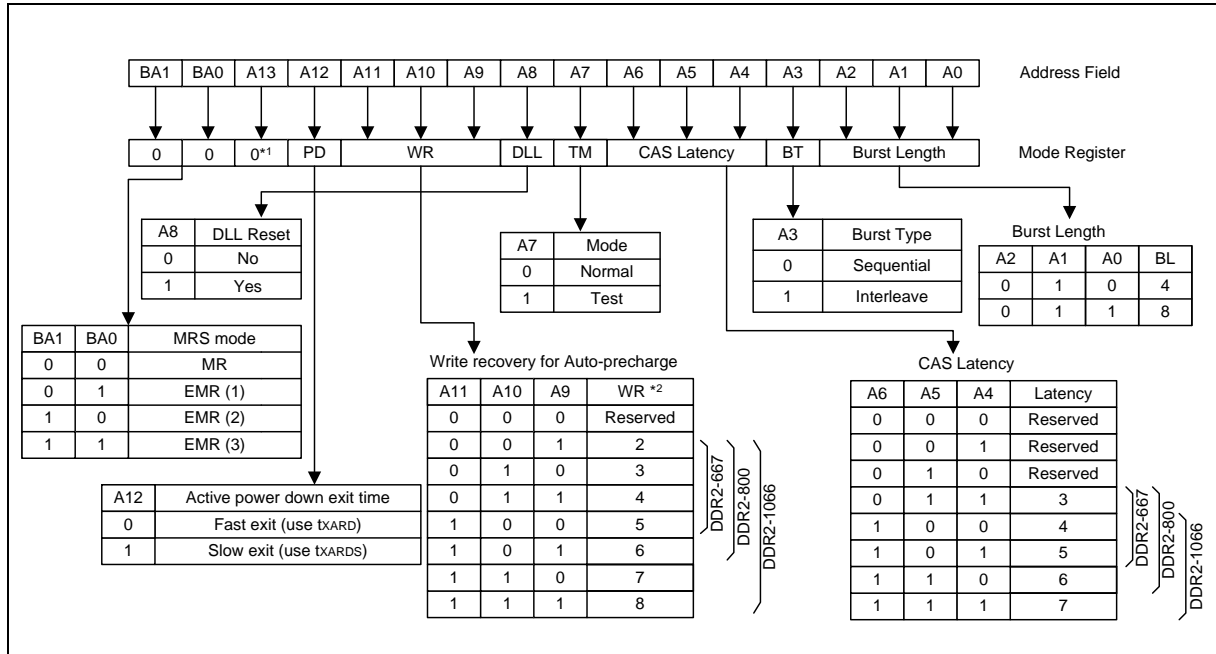 BA1 BA0 A13 A12 A11 A10 A9 A8 A7 A6 A5 A4 A3 A2 A1 A0 Address Field
0 0 0*1 PD WR DLL TM CAS Latency BT Burst Length Mode Register
A8 DLL Reset
0 No
1 Yes
A7 Mode
0 Normal
1 Test
A3 Burst Type
0 Sequential
1 Interleave
Burst Length
A2 A1 A0 BL
0 1 0 4
0 1 1 8
BA1 BA0 MRS mode
0 0 MR
0 1 EMR (1)
1 0 EMR (2)
1 1 EMR (3)
A12 Active power down exit time
0 Fast exit (use tXARD)
1 Slow exit (use tXARDS)
Write recovery for Auto-precharge
A11 A10 A9 WR *2
0 0 0 Reserved
0 0 1 2
0 1 0 3
0 1 1 4
1 0 0 5
1 0 1 6
1 1 0 7
1 1 1 8
DDR2-667
DDR2-800
DDR2-1066
CAS Latency
A6 A5 A4 Latency
0 0 0 Reserved
0 0 1 Reserved
0 1 0 Reserved
0 1 1 3
1 0 0 4
1 0 1 5
1 1 0 6
1 1 1 7
DDR2-667
DDR2-800
DDR2-1066